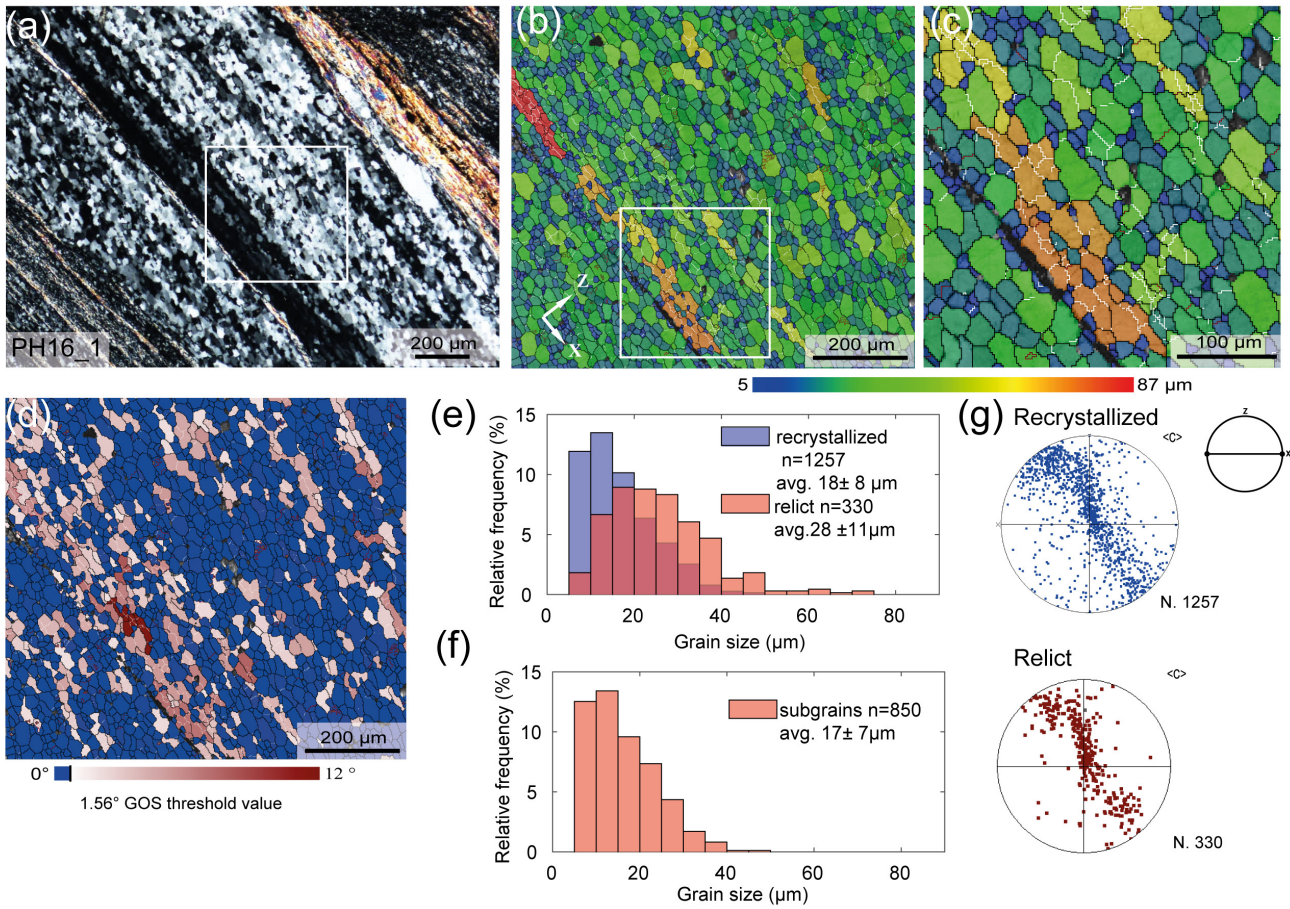 (a)
PH16_1
200 µm
(b)
z
x
200 µm
(c)
100 µm
5
87 µm
(d)
200 µm
0°
12 °
1.56° GOS threshold value
(e)
Relative frequency (%)
15
10
5
0
recrystallized
n=1257
avg. 18± 8 µm
relict n=330
avg.28 ±11µm
0 20 40 60 80
Grain size (µm)
(f)
Relative frequency (%)
15
10
5
0
subgrains n=850
avg. 17± 7µm
0 20 40 60 80
Grain size (µm)
(g)
Recrystallized
<C>
X
N. 1257
z
x
Relict
<C>
N. 330